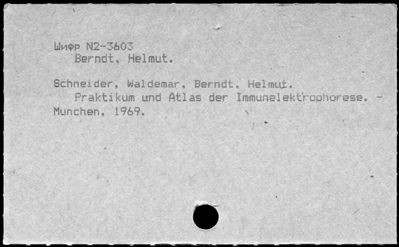 Шифр N2-3603
Berndt, Helmut.
Schneider, Waldemar, Berndt, Helmut.
Praktikum und Atlas der Immunelektrophorese. -
Munchen, 1969.